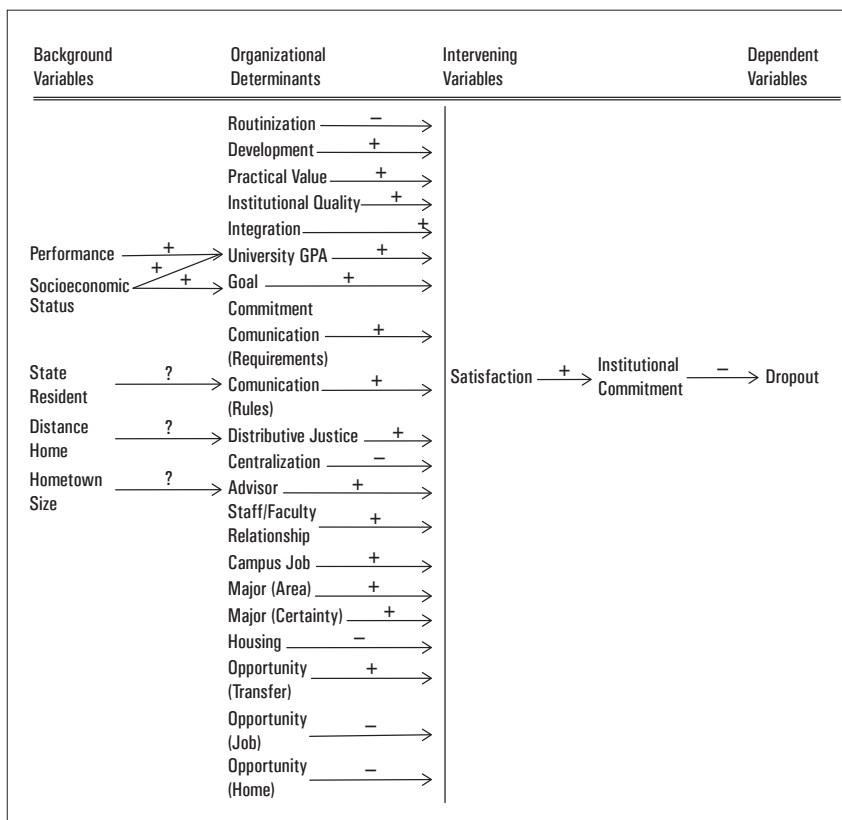 Background Organizational Intervening Dependent
Variables Determinants Variables Variables
Routinization −
Development +
Practical Value +
Institutional Quality +
Integration +
Performance + University GPA +
+
Socioeconomic + Goal +
Status Commitment
Comunication +
(Requirements)
State ? Comunication + Satisfaction + Institutional − Dropout
Resident (Rules) Commitment
Distance ? Distributive Justice +
Home Centralization −
Hometown ? Advisor +
Size
Staff/Faculty +
Relationship
Campus Job +
Major (Area) +
Major (Certainty) +
Housing −
Opportunity +
(Transfer)
Opportunity −
(Job)
Opportunity −
(Home)